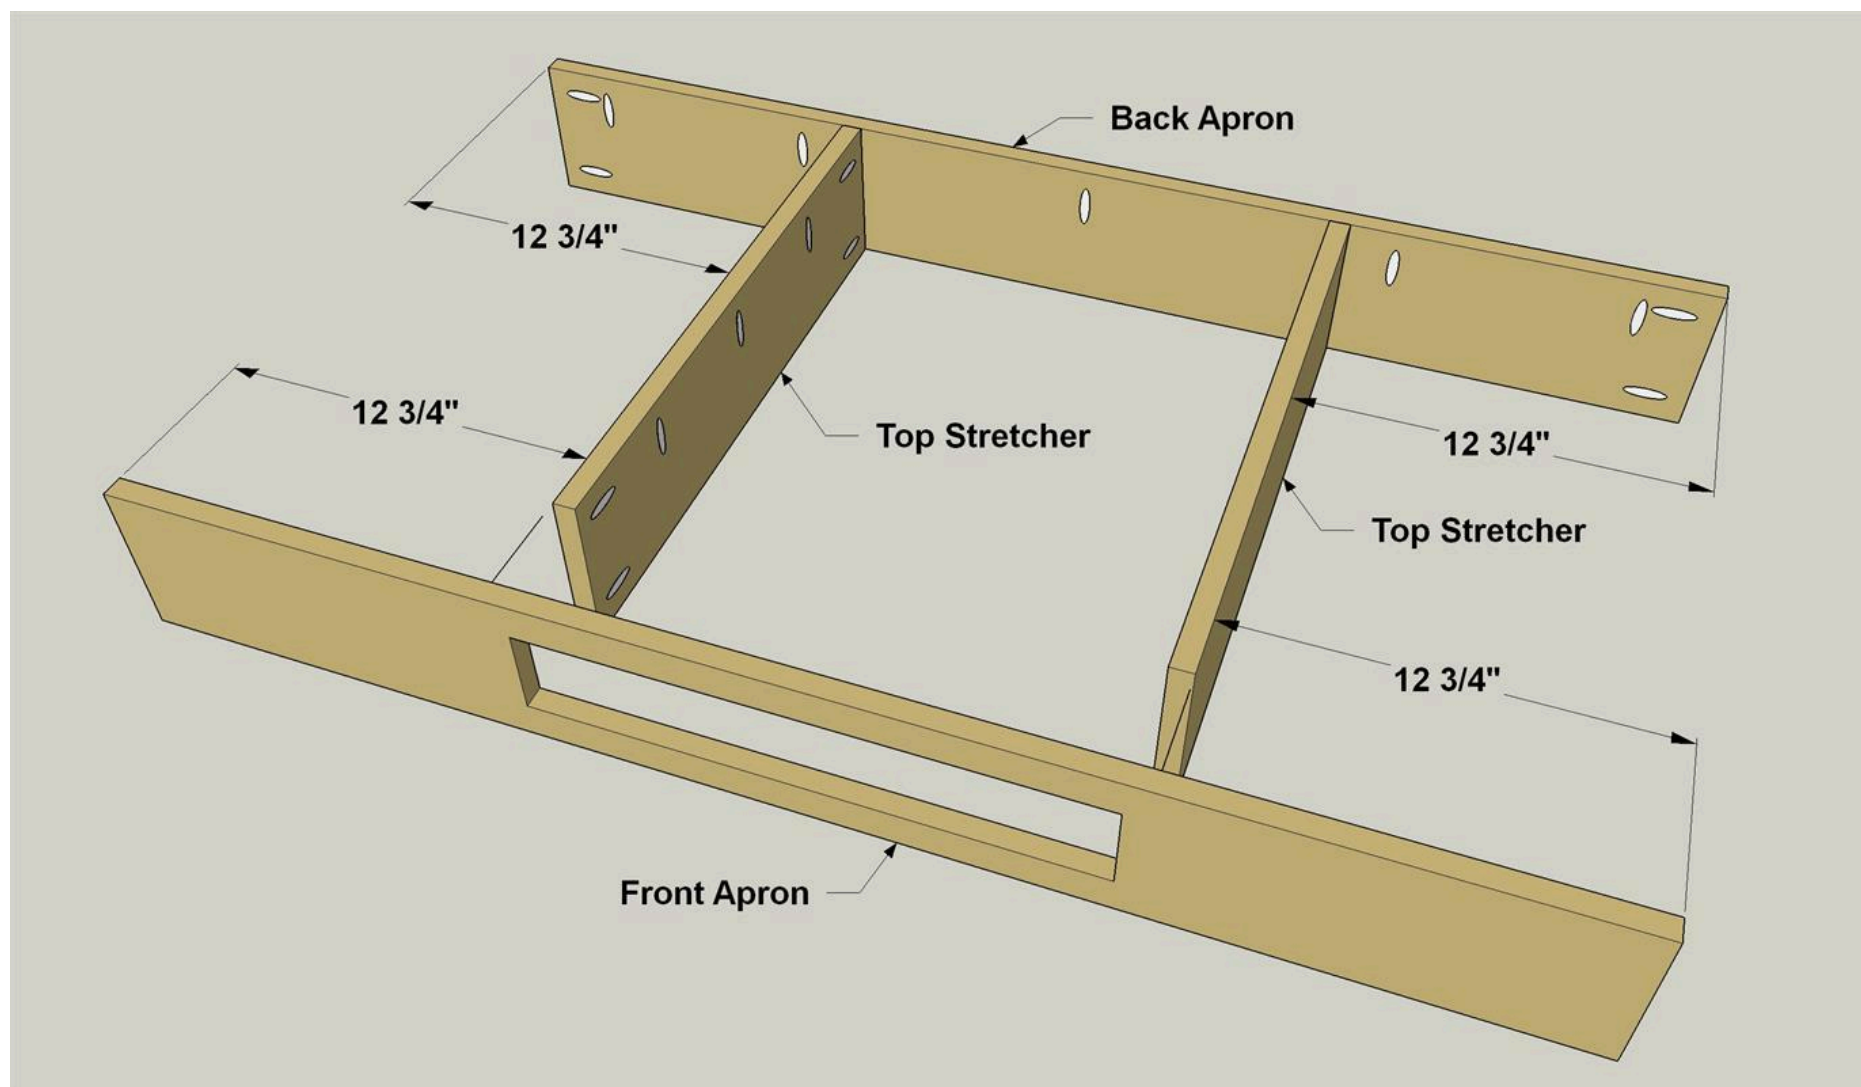 Back Apron
12 3/4"
12 3/4"
Top Stretcher
12 3/4"
Top Stretcher
12 3/4"
Front Apron